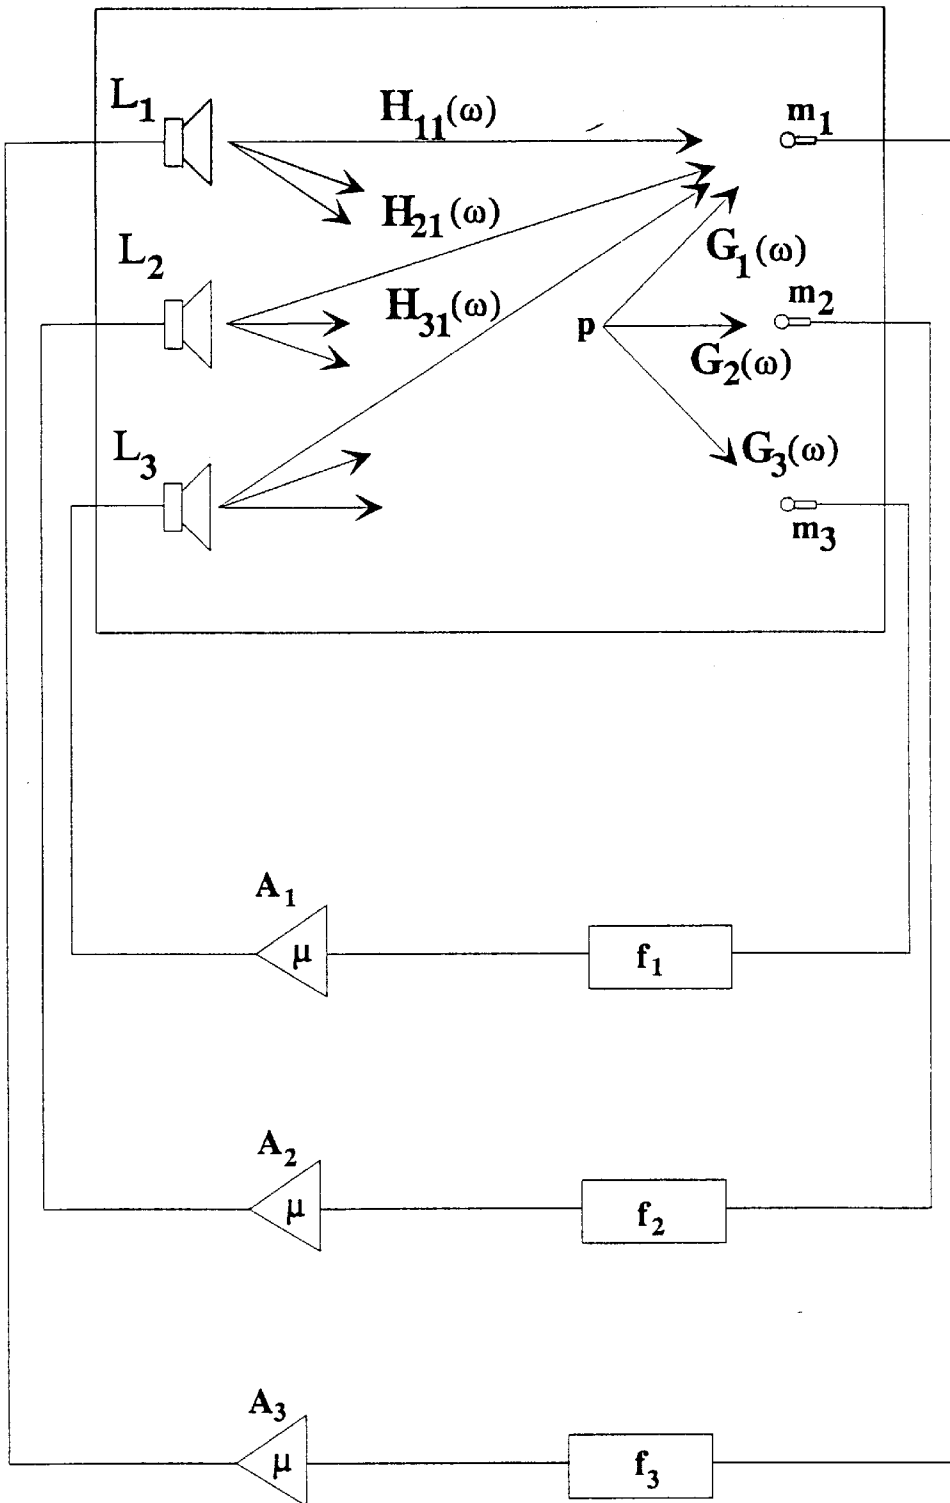 L₁
H₁₁(ω)
m₁
H₂₁(ω)
L₂
G₁(ω)
H₃₁(ω)
m₂
p
G₂(ω)
L₃
G₃(ω)
m₃
A₁
μ
f₁
A₂
μ
f₂
A₃
μ
f₃